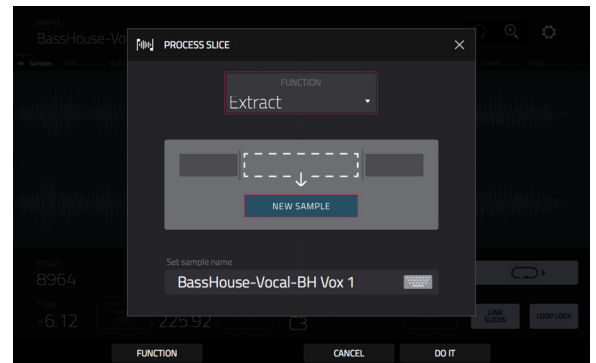 SAMPLE
BassHouse-Vo
PROCESS SLICE
Samples
FUNCTION
Extract
NEW SAMPLE
Set sample name
BassHouse-Vocal-BH Vox 1
START
8964
TUNE
-6.12
225.92
C3
LINK SLICES
LOOP LOCK
FUNCTION
CANCEL
DO IT